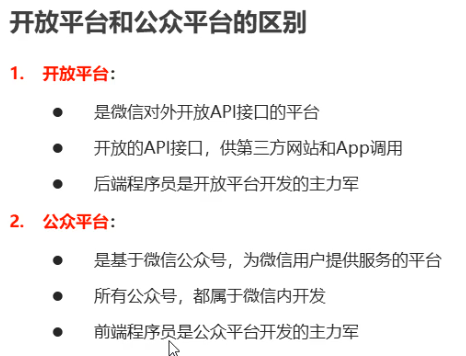 开放平台和公众平台的区别
1. 开放平台：
● 是微信对外开放API接口的平台
● 开放的API接口，供第三方网站和App调用
● 后端程序员是开放平台开发的主力军
2. 公众平台：
● 是基于微信公众号，为微信用户提供服务的平台
● 所有公众号，都属于微信内开发
● 前端程序员是公众平台开发的主力军